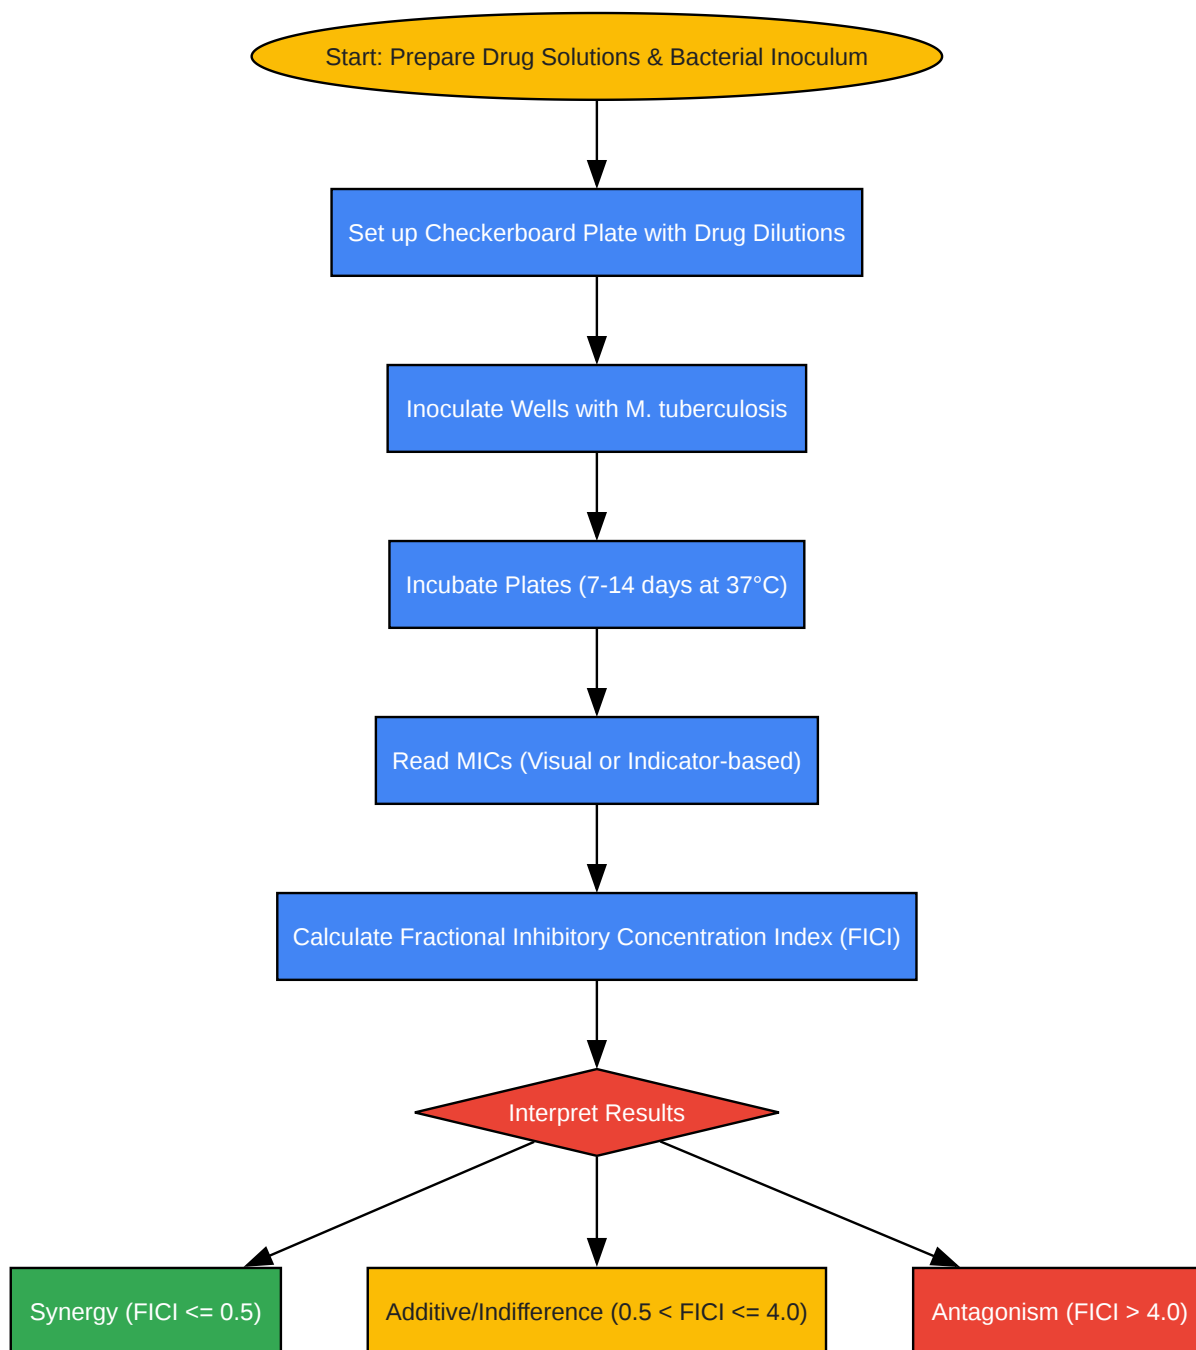 Start: Prepare Drug Solutions & Bacterial Inoculum
Set up Checkerboard Plate with Drug Dilutions
Inoculate Wells with M. tuberculosis
Incubate Plates (7-14 days at 37°C)
Read MICs (Visual or Indicator-based)
Calculate Fractional Inhibitory Concentration Index (FICI)
Interpret Results
Synergy (FICI <= 0.5)
Additive/Indifference (0.5 < FICI <= 4.0)
Antagonism (FICI > 4.0)